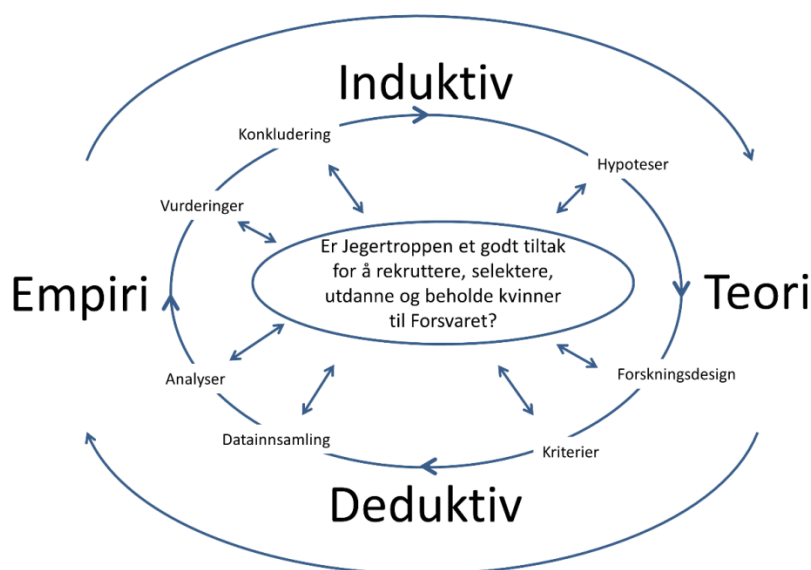 Induktiv
Konkludering
Hypoteser
Vurderinger
Er Jegertroppen et godt tiltak
for å rekruttere, selektere,
utdanne og beholde kvinner
til Forsvaret?
Empiri
Teori
Analyser
Forskningsdesign
Datainnsamling
Kriterier
Deduktiv